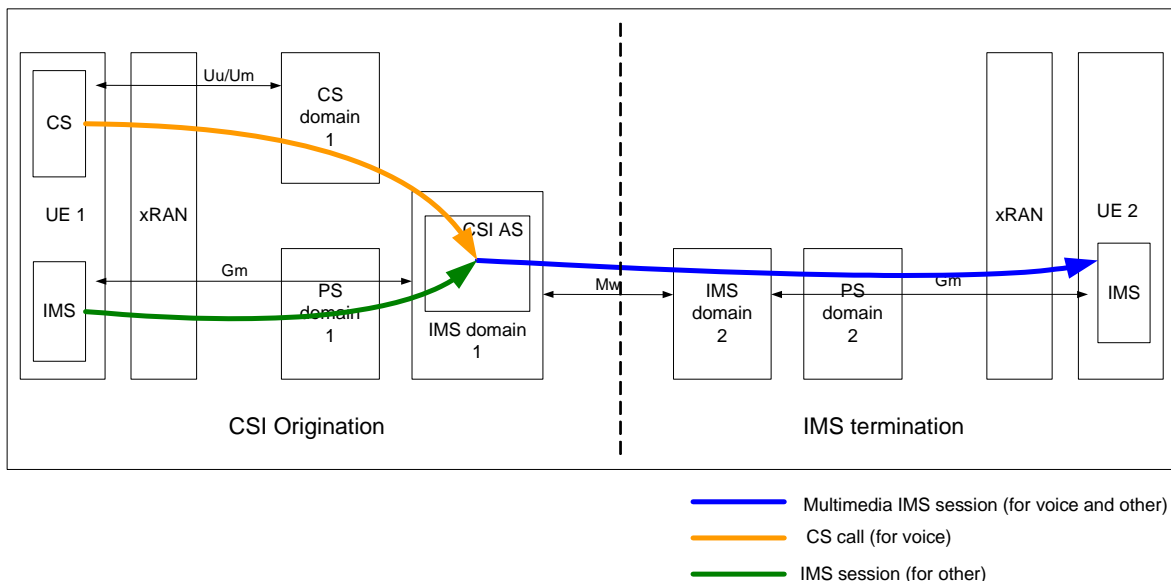 Uu/Um
CS
CS
domain
1
UE 1
xRAN
CSI AS
Gm
IMS
PS
domain
1
IMS domain
1
Mw
IMS
domain
2
PS
domain
2
Gm
xRAN
UE 2
IMS
CSI Origination
IMS termination
Multimedia IMS session (for voice and other)
CS call (for voice)
IMS session (for other)